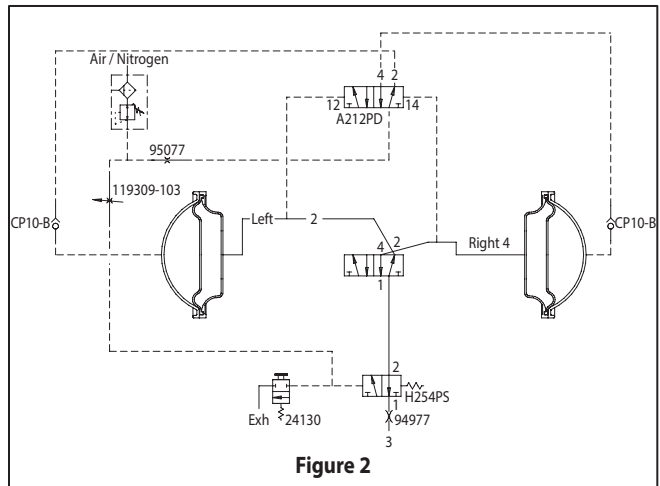 Air / Nitrogen
4 2
12 14
A212PD
95077
119309-103
CP10-B
CP10-B
Left 2
4 2
Right 4
1
2
H254PS
1
Exh 24130
94977
3
Figure 2